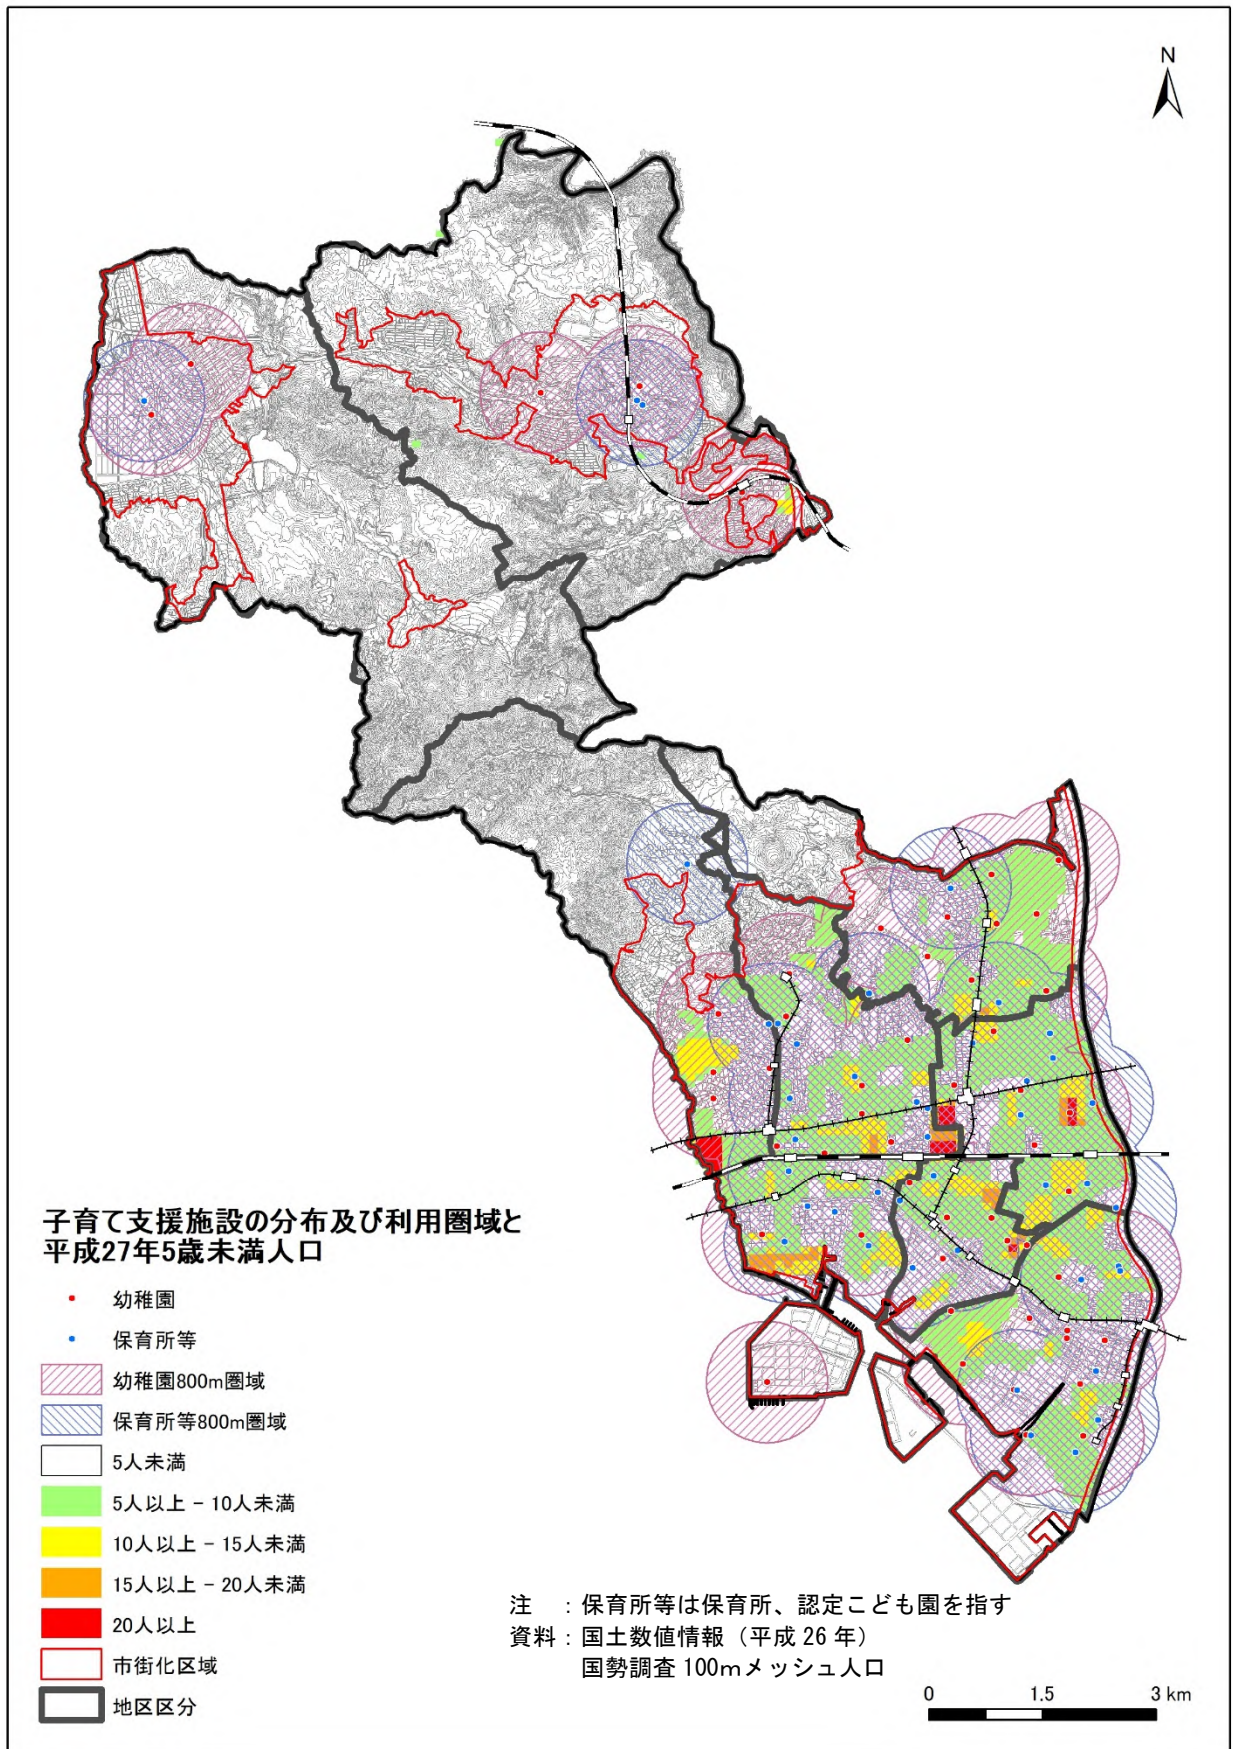 N
子育て支援施設の分布及び利用圏域と
平成27年5歳未満人口
幼稚園
保育所等
幼稚園800m圏域
保育所等800m圏域
5人未満
5人以上 － 10人未満
10人以上 － 15人未満
15人以上 － 20人未満
20人以上
市街化区域
地区区分
注　：保育所等は保育所、認定こども園を指す
資料：国土数値情報（平成 26 年）
国勢調査 100mメッシュ人口
0 1.5 3 km